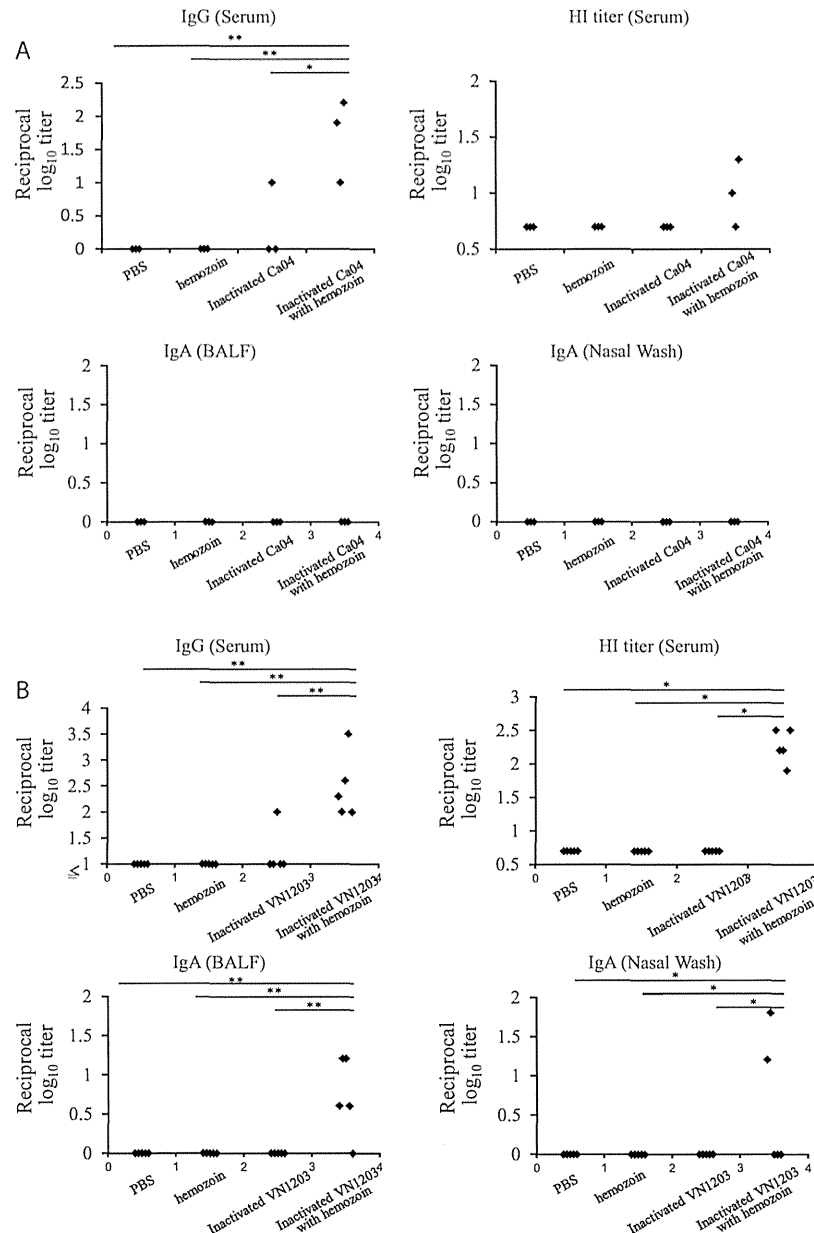 A
IgG (Serum)
**
**
*
Reciprocal
log10 titer
2.5
2
1.5
1
0.5
0
PBS
hemozoin
Inactivated Ca04
Inactivated Ca04
with hemozoin
HI titer (Serum)
Reciprocal
log10 titer
2
1.5
1
0.5
PBS
hemozoin
Inactivated Ca04
Inactivated Ca04
with hemozoin
IgA (BALF)
Reciprocal
log10 titer
2
1.5
1
0.5
0
0 1 2 3 4
PBS
hemozoin
Inactivated Ca04
Inactivated Ca04
with hemozoin
IgA (Nasal Wash)
Reciprocal
log10 titer
2
1.5
1
0.5
0
0 1 2 3 4
PBS
hemozoin
Inactivated Ca04
Inactivated Ca04
with hemozoin
B
IgG (Serum)
**
**
**
Reciprocal
log10 titer
4
3.5
3
2.5
2
1.5
≦1
0 1 2 3 4
PBS
hemozoin
Inactivated VN1203
Inactivated VN1203
with hemozoin
HI titer (Serum)
*
*
*
Reciprocal
log10 titer
3
2.5
2
1.5
1
0.5
0 1 2 3 4
PBS
hemozoin
Inactivated VN1203
Inactivated VN1203
with hemozoin
IgA (BALF)
**
**
**
Reciprocal
log10 titer
2
1.5
1
0.5
0
0 1 2 3 4
PBS
hemozoin
Inactivated VN1203
Inactivated VN1203
with hemozoin
IgA (Nasal Wash)
*
*
*
Reciprocal
log10 titer
2
1.5
1
0.5
0
0 1 2 3 4
PBS
hemozoin
Inactivated VN1203
Inactivated VN1203
with hemozoin